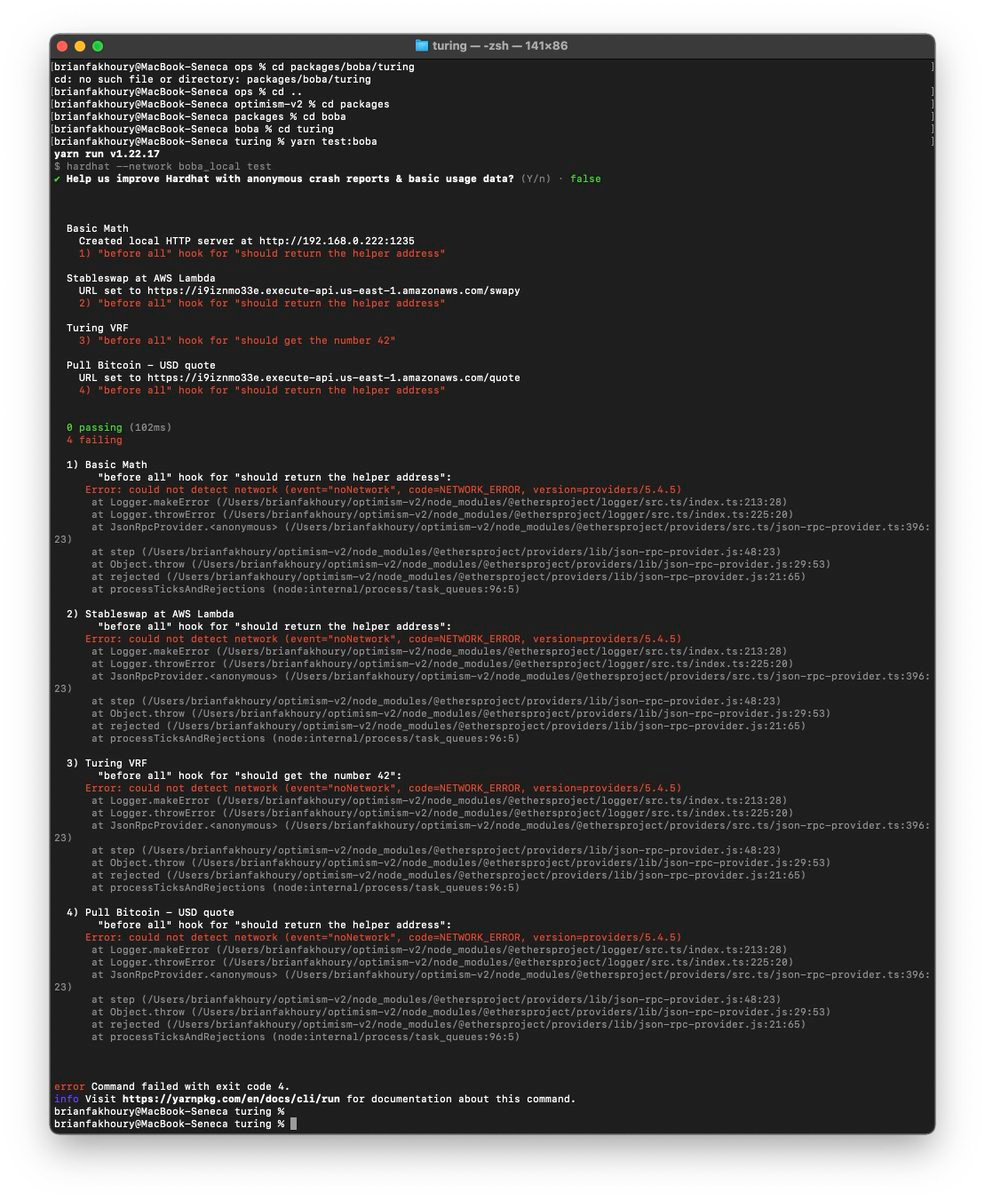 turing — -zsh — 141×86
[brianfakhoury@MacBook-Seneca ops % cd packages/boba/turing ]
cd: no such file or directory: packages/boba/turing
[brianfakhoury@MacBook-Seneca ops % cd .. ]
[brianfakhoury@MacBook-Seneca optimism-v2 % cd packages ]
[brianfakhoury@MacBook-Seneca packages % cd boba ]
[brianfakhoury@MacBook-Seneca boba % cd turing ]
[brianfakhoury@MacBook-Seneca turing % yarn test:boba ]
yarn run v1.22.17
$ hardhat --network boba_local test
✔ Help us improve Hardhat with anonymous crash reports & basic usage data? (Y/n) · false
Basic Math
Created local HTTP server at http://192.168.0.222:1235
1) "before all" hook for "should return the helper address"
Stableswap at AWS Lambda
URL set to https://i9iznmo33e.execute-api.us-east-1.amazonaws.com/swapy
2) "before all" hook for "should return the helper address"
Turing VRF
3) "before all" hook for "should get the number 42"
Pull Bitcoin - USD quote
URL set to https://i9iznmo33e.execute-api.us-east-1.amazonaws.com/quote
4) "before all" hook for "should return the helper address"
0 passing (102ms)
4 failing
1) Basic Math
"before all" hook for "should return the helper address":
Error: could not detect network (event="noNetwork", code=NETWORK_ERROR, version=providers/5.4.5)
at Logger.makeError (/Users/brianfakhoury/optimism-v2/node_modules/@ethersproject/logger/src.ts/index.ts:213:28)
at Logger.throwError (/Users/brianfakhoury/optimism-v2/node_modules/@ethersproject/logger/src.ts/index.ts:225:20)
at JsonRpcProvider.<anonymous> (/Users/brianfakhoury/optimism-v2/node_modules/@ethersproject/providers/src.ts/json-rpc-provider.ts:396:
23)
at step (/Users/brianfakhoury/optimism-v2/node_modules/@ethersproject/providers/lib/json-rpc-provider.js:48:23)
at Object.throw (/Users/brianfakhoury/optimism-v2/node_modules/@ethersproject/providers/lib/json-rpc-provider.js:29:53)
at rejected (/Users/brianfakhoury/optimism-v2/node_modules/@ethersproject/providers/lib/json-rpc-provider.js:21:65)
at processTicksAndRejections (node:internal/process/task_queues:96:5)
2) Stableswap at AWS Lambda
"before all" hook for "should return the helper address":
Error: could not detect network (event="noNetwork", code=NETWORK_ERROR, version=providers/5.4.5)
at Logger.makeError (/Users/brianfakhoury/optimism-v2/node_modules/@ethersproject/logger/src.ts/index.ts:213:28)
at Logger.throwError (/Users/brianfakhoury/optimism-v2/node_modules/@ethersproject/logger/src.ts/index.ts:225:20)
at JsonRpcProvider.<anonymous> (/Users/brianfakhoury/optimism-v2/node_modules/@ethersproject/providers/src.ts/json-rpc-provider.ts:396:
23)
at step (/Users/brianfakhoury/optimism-v2/node_modules/@ethersproject/providers/lib/json-rpc-provider.js:48:23)
at Object.throw (/Users/brianfakhoury/optimism-v2/node_modules/@ethersproject/providers/lib/json-rpc-provider.js:29:53)
at rejected (/Users/brianfakhoury/optimism-v2/node_modules/@ethersproject/providers/lib/json-rpc-provider.js:21:65)
at processTicksAndRejections (node:internal/process/task_queues:96:5)
3) Turing VRF
"before all" hook for "should get the number 42":
Error: could not detect network (event="noNetwork", code=NETWORK_ERROR, version=providers/5.4.5)
at Logger.makeError (/Users/brianfakhoury/optimism-v2/node_modules/@ethersproject/logger/src.ts/index.ts:213:28)
at Logger.throwError (/Users/brianfakhoury/optimism-v2/node_modules/@ethersproject/logger/src.ts/index.ts:225:20)
at JsonRpcProvider.<anonymous> (/Users/brianfakhoury/optimism-v2/node_modules/@ethersproject/providers/src.ts/json-rpc-provider.ts:396:
23)
at step (/Users/brianfakhoury/optimism-v2/node_modules/@ethersproject/providers/lib/json-rpc-provider.js:48:23)
at Object.throw (/Users/brianfakhoury/optimism-v2/node_modules/@ethersproject/providers/lib/json-rpc-provider.js:29:53)
at rejected (/Users/brianfakhoury/optimism-v2/node_modules/@ethersproject/providers/lib/json-rpc-provider.js:21:65)
at processTicksAndRejections (node:internal/process/task_queues:96:5)
4) Pull Bitcoin - USD quote
"before all" hook for "should return the helper address":
Error: could not detect network (event="noNetwork", code=NETWORK_ERROR, version=providers/5.4.5)
at Logger.makeError (/Users/brianfakhoury/optimism-v2/node_modules/@ethersproject/logger/src.ts/index.ts:213:28)
at Logger.throwError (/Users/brianfakhoury/optimism-v2/node_modules/@ethersproject/logger/src.ts/index.ts:225:20)
at JsonRpcProvider.<anonymous> (/Users/brianfakhoury/optimism-v2/node_modules/@ethersproject/providers/src.ts/json-rpc-provider.ts:396:
23)
at step (/Users/brianfakhoury/optimism-v2/node_modules/@ethersproject/providers/lib/json-rpc-provider.js:48:23)
at Object.throw (/Users/brianfakhoury/optimism-v2/node_modules/@ethersproject/providers/lib/json-rpc-provider.js:29:53)
at rejected (/Users/brianfakhoury/optimism-v2/node_modules/@ethersproject/providers/lib/json-rpc-provider.js:21:65)
at processTicksAndRejections (node:internal/process/task_queues:96:5)
error Command failed with exit code 4.
info Visit https://yarnpkg.com/en/docs/cli/run for documentation about this command.
brianfakhoury@MacBook-Seneca turing %
brianfakhoury@MacBook-Seneca turing %